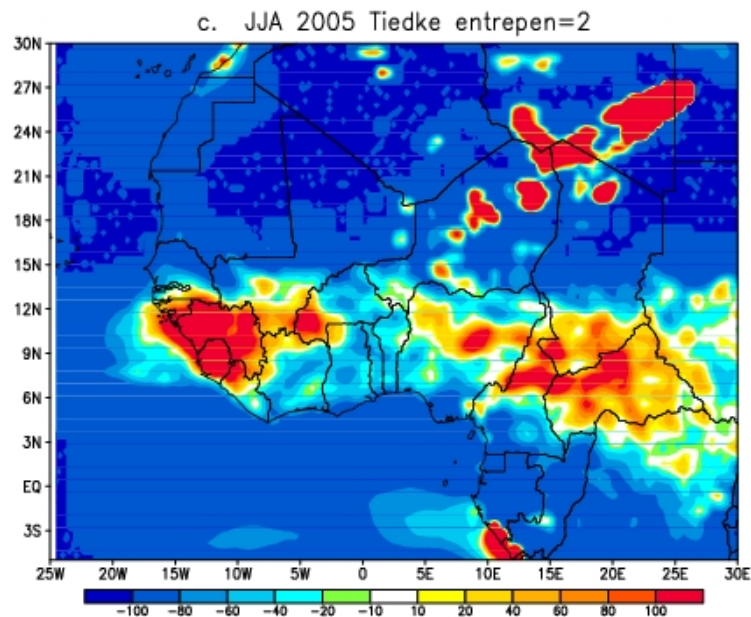 c. JJA 2005 Tiedke entrepen=2
30N
27N
24N
21N
18N
15N
12N
9N
6N
3N
EQ
3S
25W 20W 15W 10W 5W 0 5E 10E 15E 20E 25E 30E
−100 −80 −60 −40 −20 −10 10 20 40 60 80 100